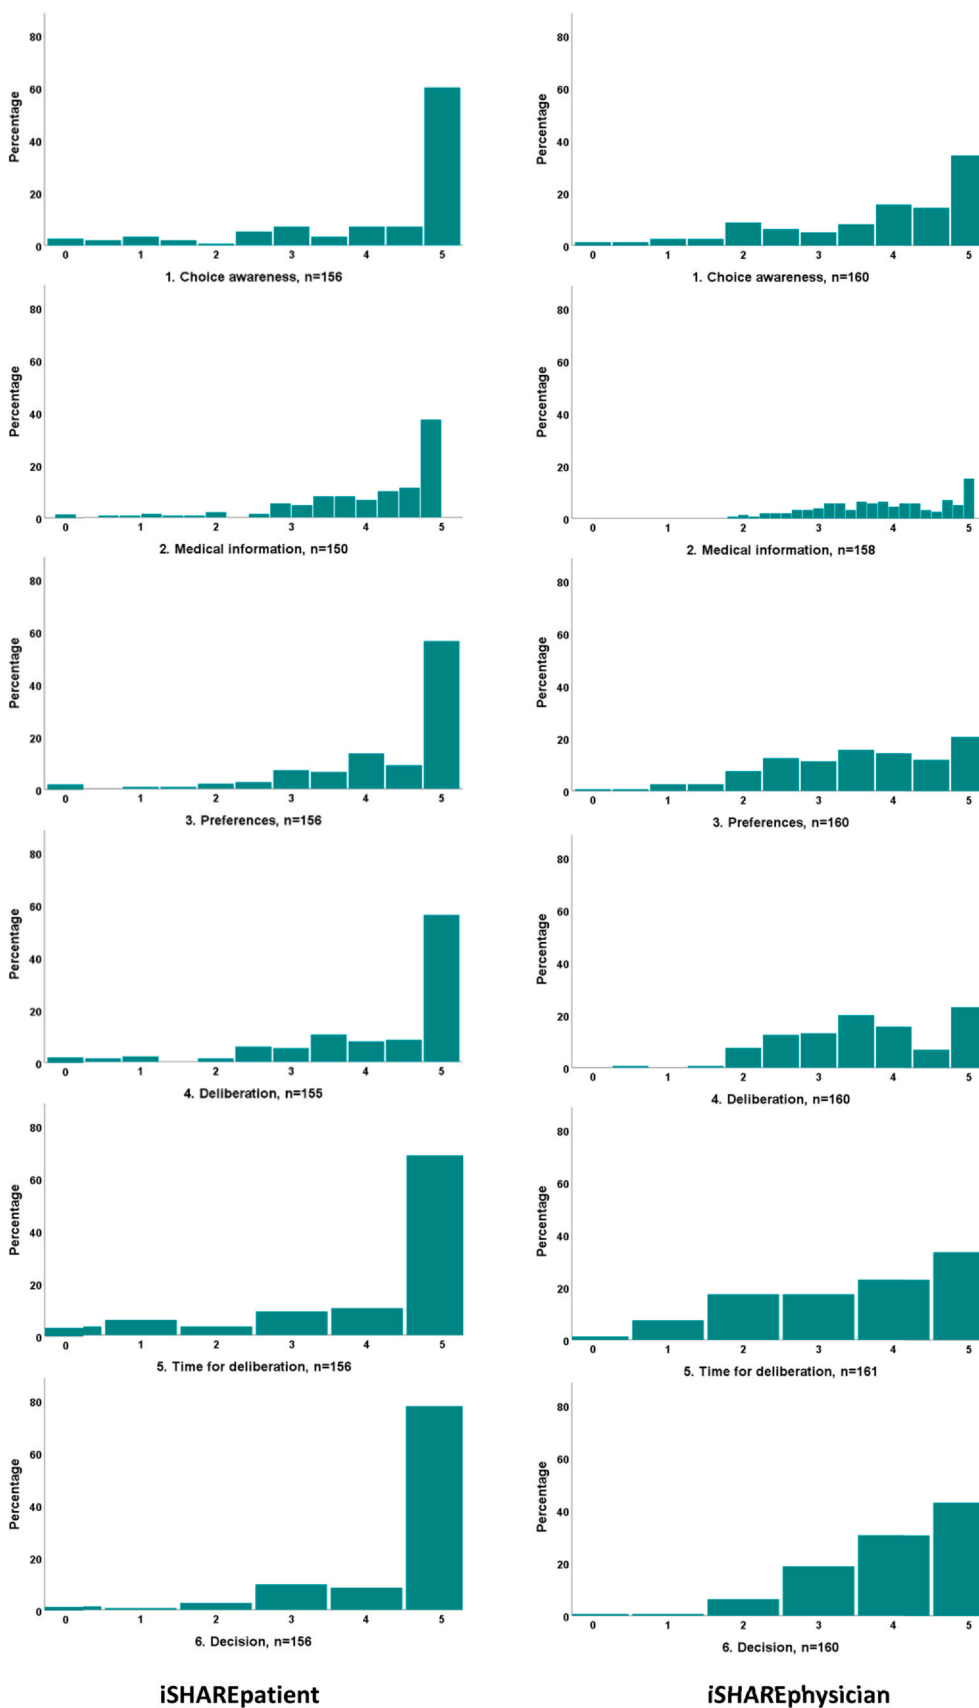 80
60
40
20
0
Percentage
0 1 2 3 4 5
1. Choice awareness, n=156
80
60
40
20
0
Percentage
0 1 2 3 4 5
1. Choice awareness, n=160
80
60
40
20
0
Percentage
0 1 2 3 4 5
2. Medical information, n=150
80
60
40
20
0
Percentage
0 1 2 3 4 5
2. Medical information, n=158
80
60
40
20
0
Percentage
0 1 2 3 4 5
3. Preferences, n=156
80
60
40
20
0
Percentage
0 1 2 3 4 5
3. Preferences, n=160
80
60
40
20
0
Percentage
0 1 2 3 4 5
4. Deliberation, n=155
80
60
40
20
0
Percentage
0 1 2 3 4 5
4. Deliberation, n=160
80
60
40
20
0
Percentage
0 1 2 3 4 5
5. Time for deliberation, n=156
80
60
40
20
0
Percentage
0 1 2 3 4 5
5. Time for deliberation, n=161
80
60
40
20
0
Percentage
0 1 2 3 4 5
6. Decision, n=156
80
60
40
20
0
Percentage
0 1 2 3 4 5
6. Decision, n=160
iSHAREpatient
iSHAREphysician